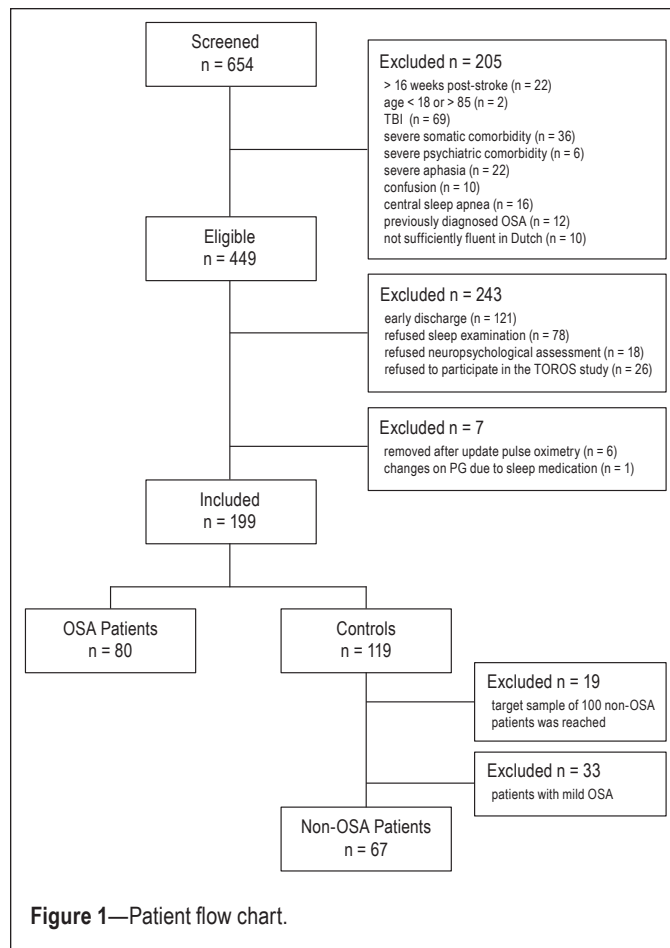 Screened
n = 654
Excluded n = 205
> 16 weeks post-stroke (n = 22)
age < 18 or > 85 (n = 2)
TBI (n = 69)
severe somatic comorbidity (n = 36)
severe psychiatric comorbidity (n = 6)
severe aphasia (n = 22)
confusion (n = 10)
central sleep apnea (n = 16)
previously diagnosed OSA (n = 12)
not sufficiently fluent in Dutch (n = 10)
Eligible
n = 449
Excluded n = 243
early discharge (n = 121)
refused sleep examination (n = 78)
refused neuropsychological assessment (n = 18)
refused to participate in the TOROS study (n = 26)
Excluded n = 7
removed after update pulse oximetry (n = 6)
changes on PG due to sleep medication (n = 1)
Included
n = 199
OSA Patients
n = 80
Controls
n = 119
Excluded n = 19
target sample of 100 non-OSA
patients was reached
Excluded n = 33
patients with mild OSA
Non-OSA Patients
n = 67
Figure 1—Patient flow chart.